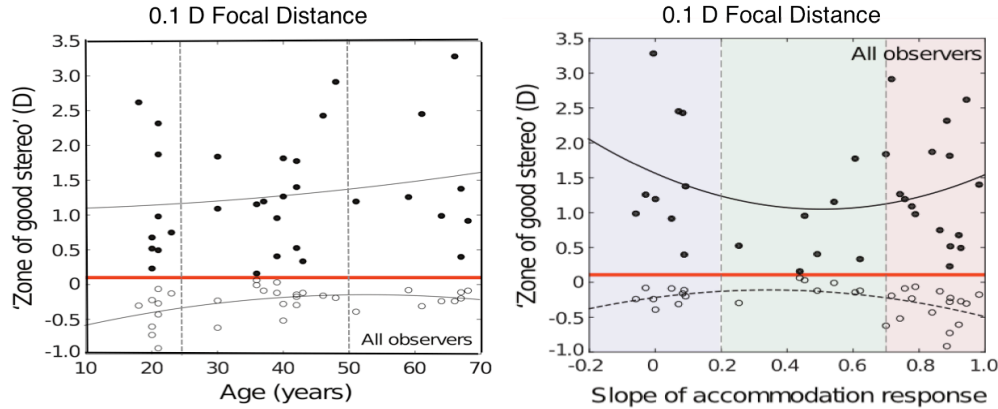 0.1 D Focal Distance
'Zone of good stereo' (D)
3.5
3.0
2.5
2.0
1.5
1.0
0.5
0
-0.5
-1.0
10 20 30 40 50 60 70
Age (years)
All observers
0.1 D Focal Distance
'Zone of good stereo' (D)
3.5
3.0
2.5
2.0
1.5
1.0
0.5
0
-0.5
-1.0
-0.2 0 0.2 0.4 0.6 0.8 1.0
Slope of accommodation response
All observers